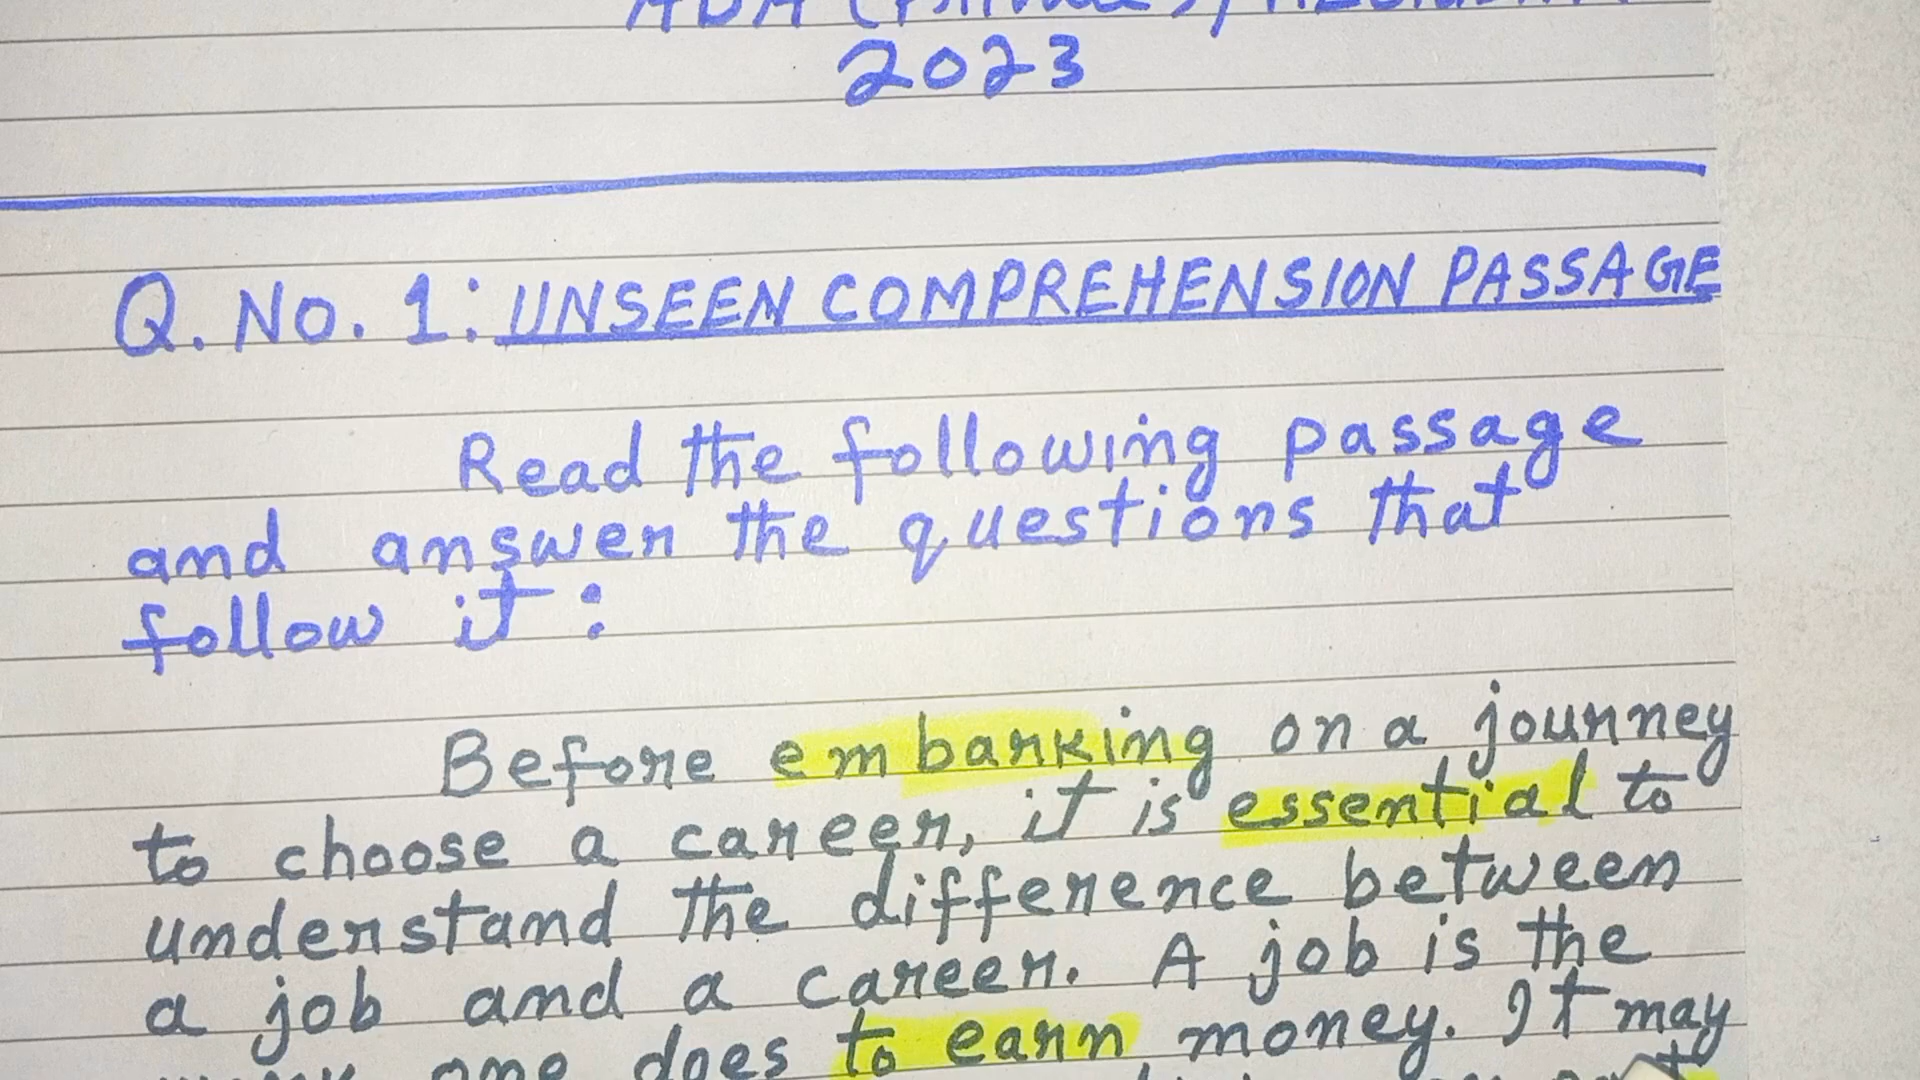 2023
Q. No. 1: UNSEEN COMPREHENSION PASSAGE
Read the following passage
and answer the questions that
follow it:
Before embarking on a journey
to choose a career, it is essential to
understand the difference between
a job and a career. A job is the
one does to earn money. It may